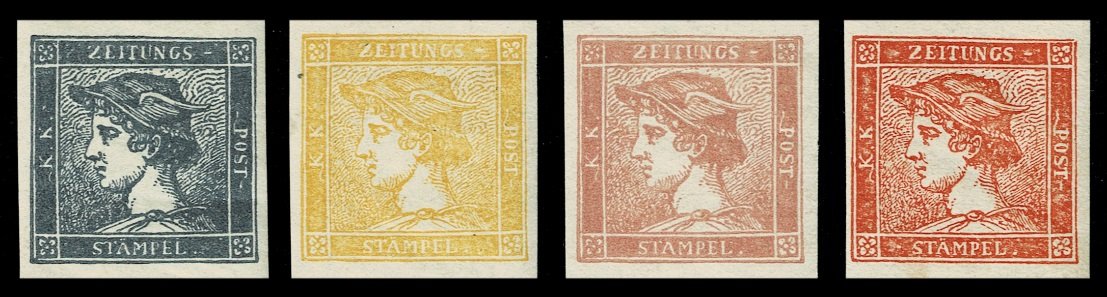 ZEITUNGS -
K. K. POST-
STÄMPEL.
ZEITUNGS -
K. K. POST-
STÄMPEL.
ZEITUNGS -
K. K. POST-
STÄMPEL.
ZEITUNGS -
K. K. POST-
STÄMPEL.